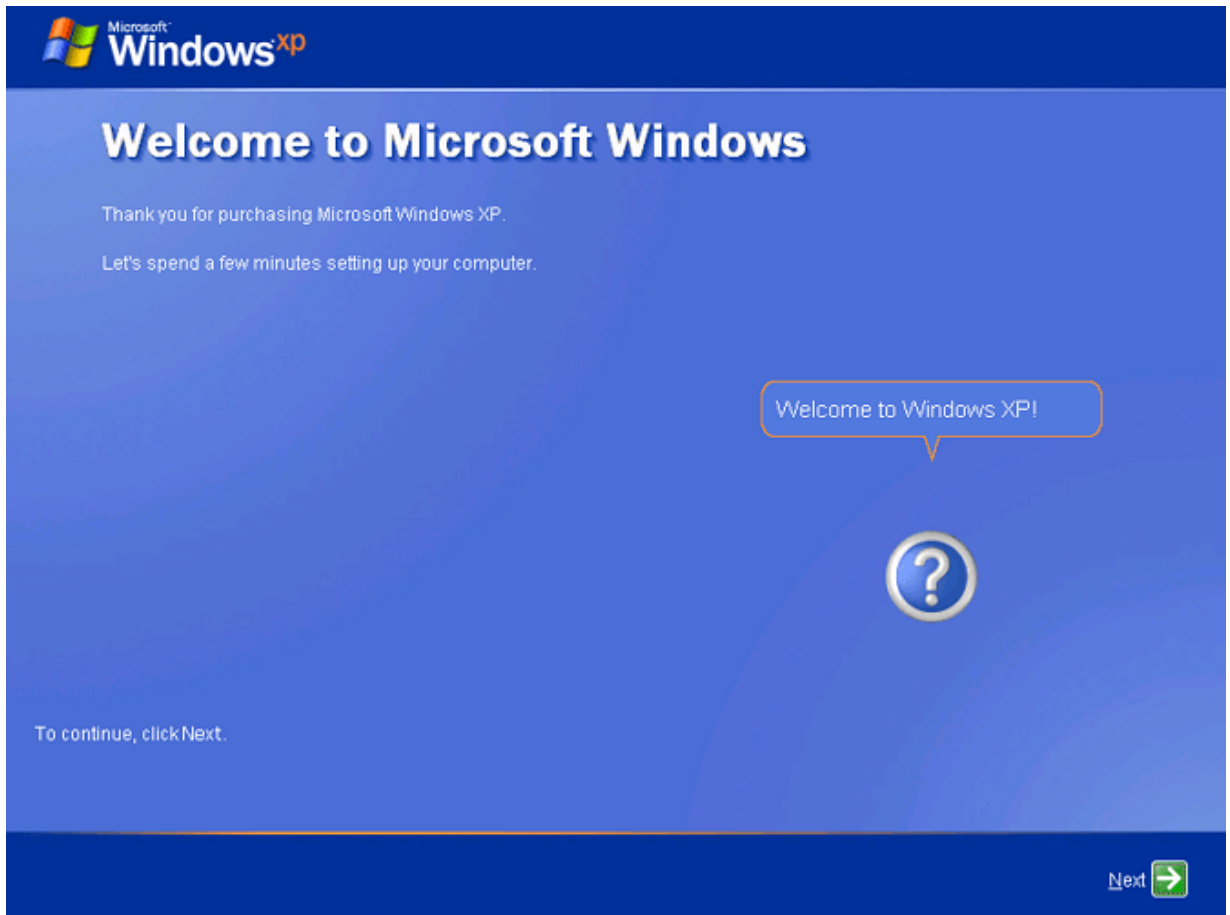 Microsoft
Windows xp
Welcome to Microsoft Windows
Thank you for purchasing Microsoft Windows XP.
Let's spend a few minutes setting up your computer.
Welcome to Windows XP!
?
To continue, click Next.
Next